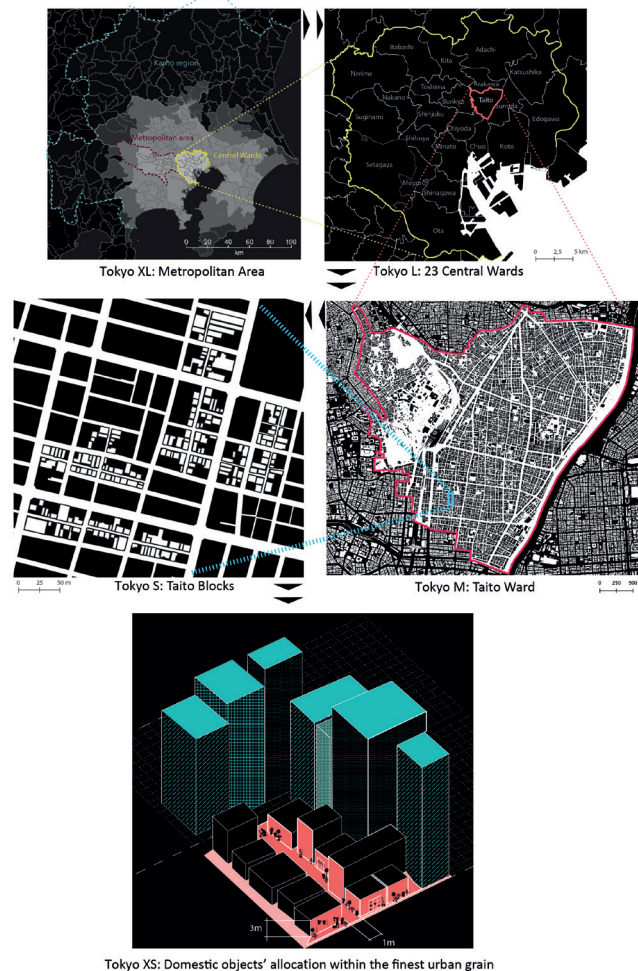 Kanto region
Metropolitan area
Central Wards
0 20 40 60 80 100
km
Tokyo XL: Metropolitan Area
Adachi
Itabashi
Kita
Katsushika
Nerima
Arakawa
Toshima
Nakano
Bunkyo
Taito
Sumida
Edogawa
Suginami
Shinjuku
Chiyoda
Shibuya
Minato
Chuo
Koto
Setagaya
Meguro
Shinagawa
Ota
0 2,5 5 km
Tokyo L: 23 Central Wards
0 25 50 m
Tokyo S: Taito Blocks
Tokyo M: Taito Ward
0 250 500
3m
1m
Tokyo XS: Domestic objects' allocation within the finest urban grain